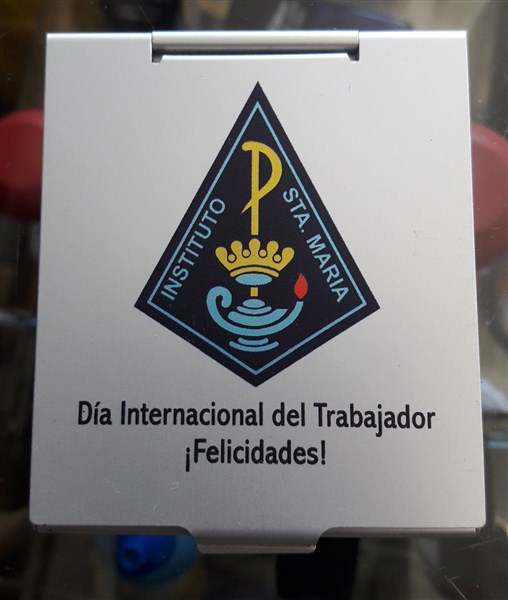 INSTITUTO
STA. MARIA
Día Internacional del Trabajador
¡Felicidades!